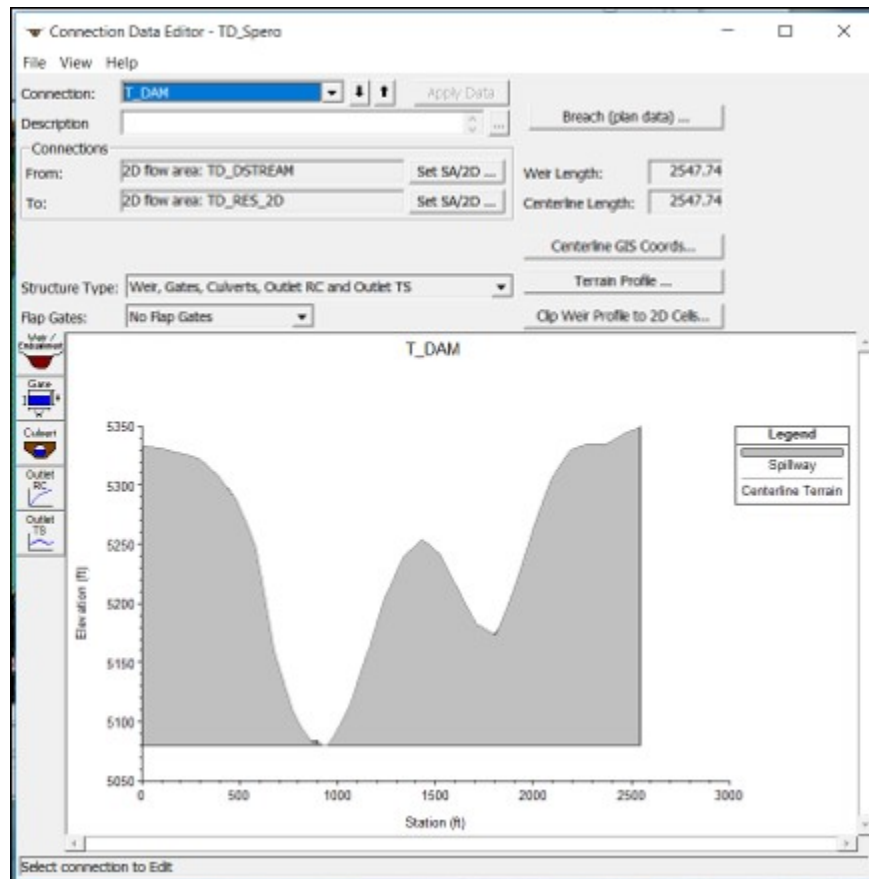 Connection Data Editor - TD_Spero
File View Help
Connection: T_DAM Apply Data
Description ... Breach (plan data) ...
Connections
From: 2D flow area: TD_DSTREAM Set SA/2D ... Weir Length: 2547.74
To: 2D flow area: TD_RES_2D Set SA/2D ... Centerline Length: 2547.74
Centerline GIS Coords...
Structure Type: Weir, Gates, Culverts, Outlet RC and Outlet TS Terrain Profile ...
Flap Gates: No Flap Gates Clip Weir Profile to 2D Cells...
Weir /
Embankment
Gate
Culvert
Outlet
RC
Outlet
TS
T_DAM
Legend
Spillway
Centerline Terrain
Elevation (ft)
5350
5300
5250
5200
5150
5100
5050
0 500 1000 1500 2000 2500 3000
Station (ft)
Select connection to Edit